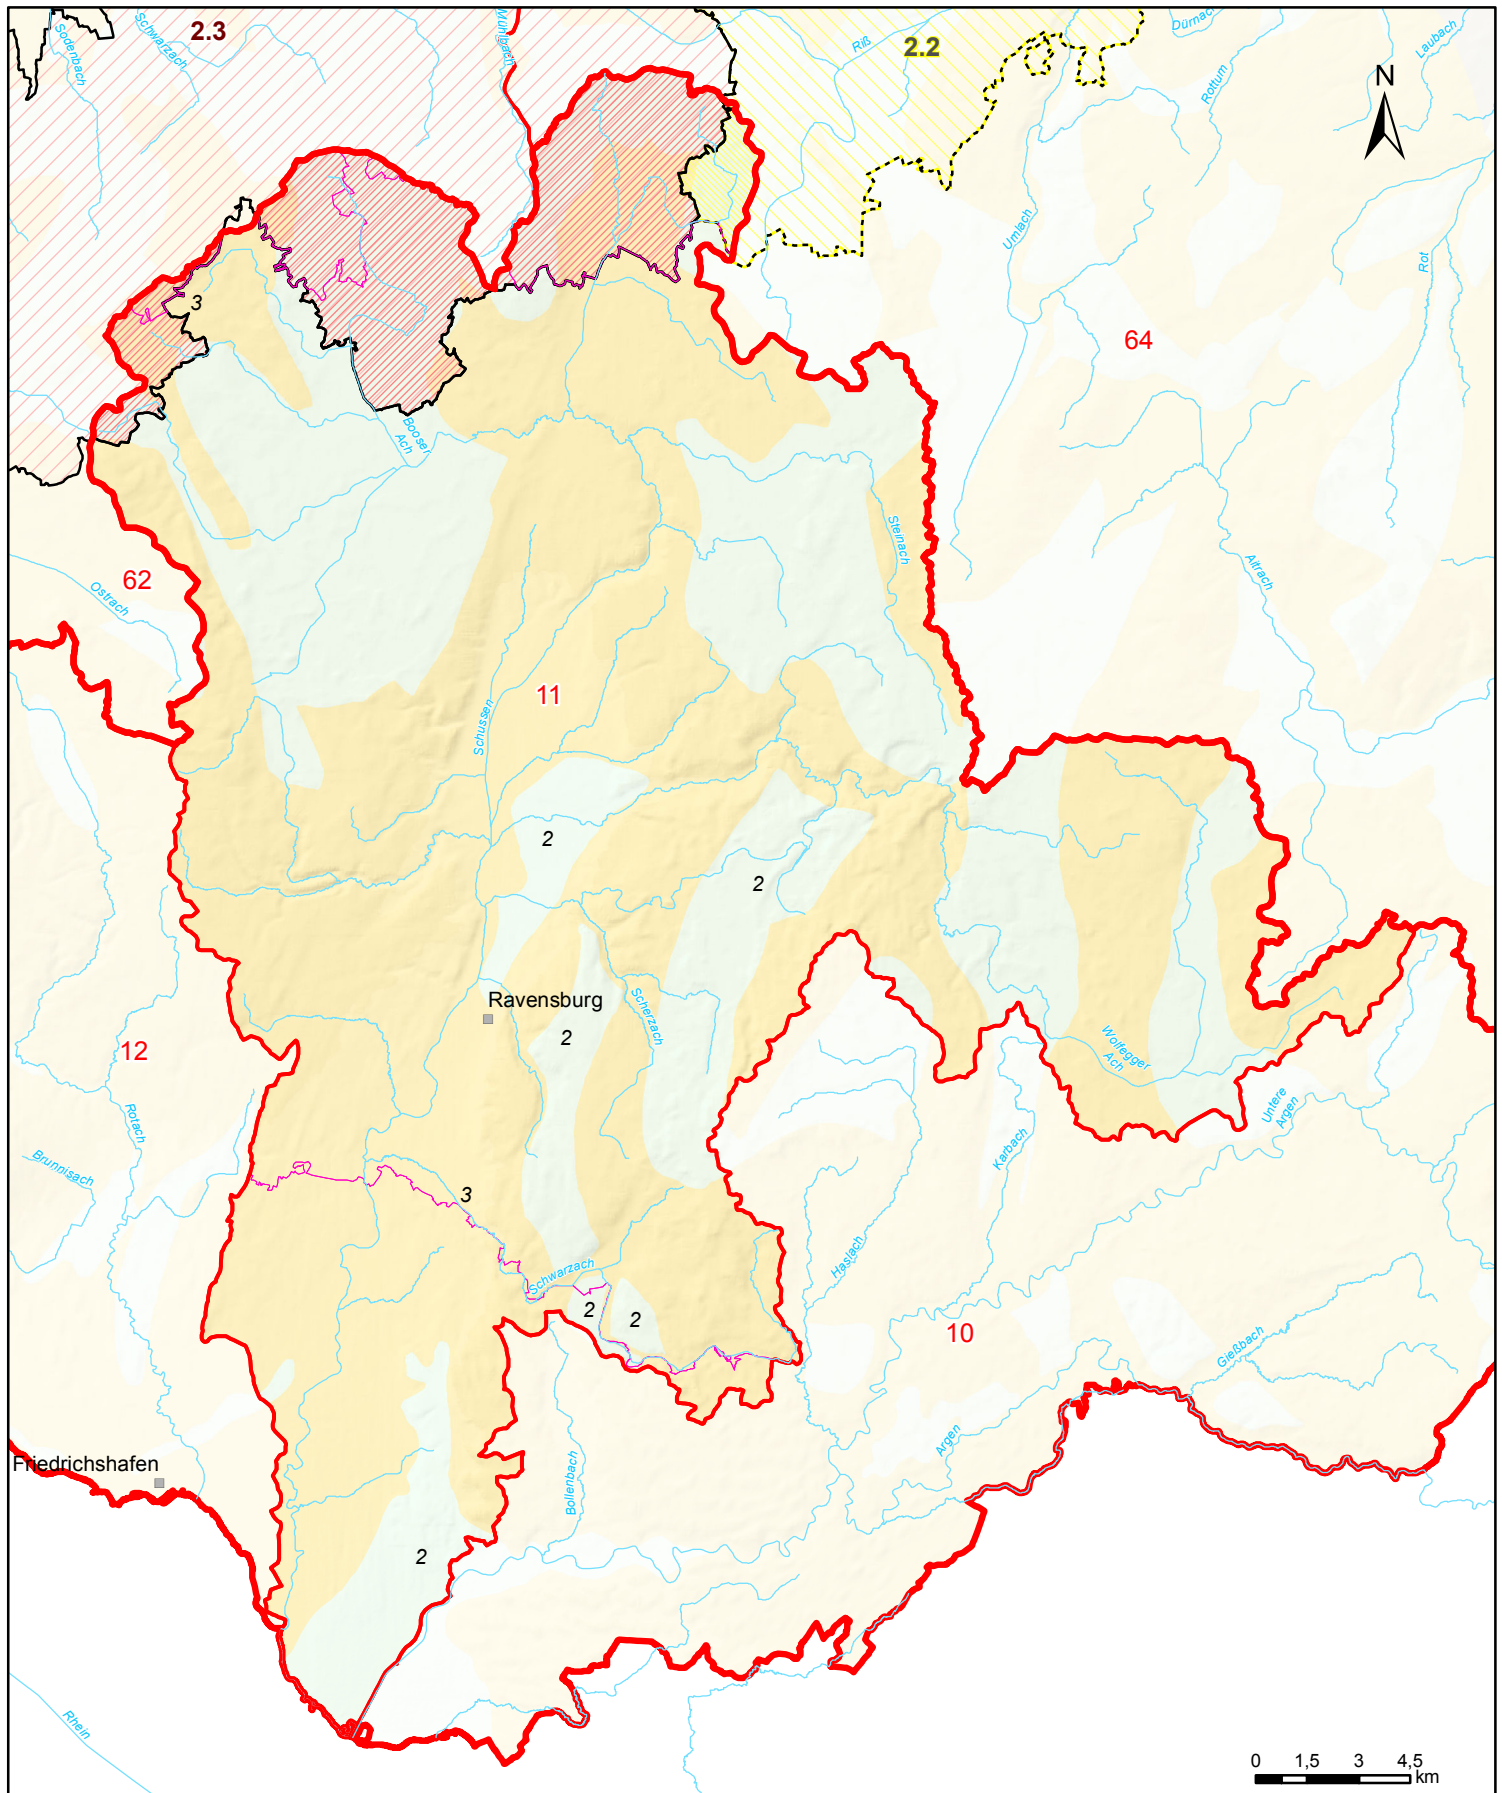 2.3
Sodenbach
Schwarzach
Mühlbach
Riß
2.2
Dürnach
Laubach
Rottum
N
Umlach
Rot
3
64
Booser
Ach
Steinach
62
Ostrach
Aitrach
11
Schussen
2
2
Ravensburg
Scherzach
2
12
Wolfegger
Ach
Untere
Argen
Rotach
Brunnisach
Karbach
3
Haslach
Schwarzach
2
2
10
Gießbach
Argen
Friedrichshafen
Bollenbach
2
Rhein
0 1,5 3 4,5
km